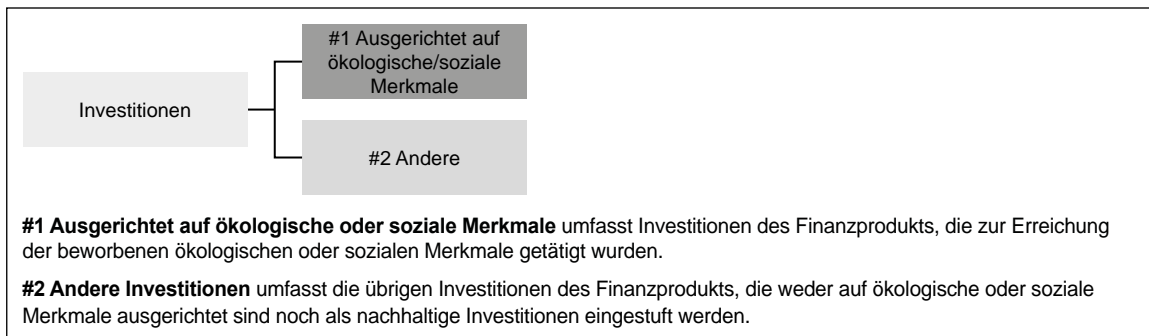 #1 Ausgerichtet auf
ökologische/soziale
Merkmale
Investitionen
#2 Andere
#1 Ausgerichtet auf ökologische oder soziale Merkmale umfasst Investitionen des Finanzprodukts, die zur Erreichung
der beworbenen ökologischen oder sozialen Merkmale getätigt wurden.
#2 Andere Investitionen umfasst die übrigen Investitionen des Finanzprodukts, die weder auf ökologische oder soziale
Merkmale ausgerichtet sind noch als nachhaltige Investitionen eingestuft werden.